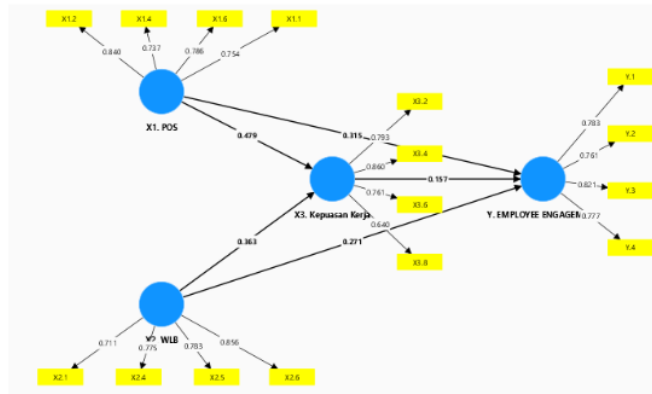 X1.2 X1.4 X1.6 X1.1
0.840 0.737 0.786 0.754
X1. POS
0.479
0.315
X3.2
X3.4
X3.6
X3.8
0.793
0.860
0.761
0.640
X3. Kepuasan Kerja
0.157
Y.1
Y.2
Y.3
Y.4
0.783
0.761
0.821
0.777
Y. EMPLOYEE ENGAGEM
0.363
0.271
X2. WLB
0.711 0.775 0.783 0.856
X2.1 X2.4 X2.5 X2.6